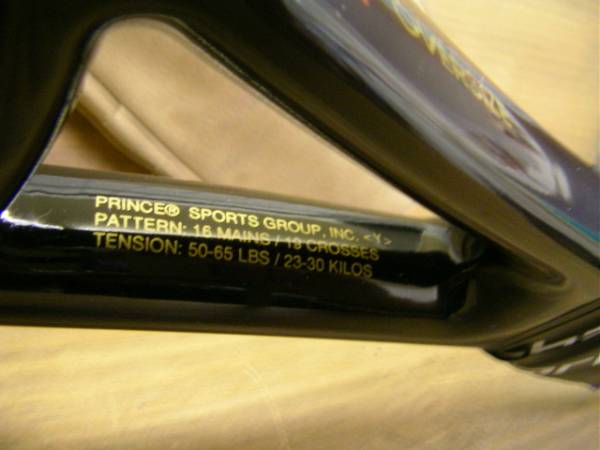 PRINCE® SPORTS GROUP, INC. <Y>
PATTERN: 16 MAINS / 19 CROSSES
TENSION: 50-65 LBS / 23-30 KILOS